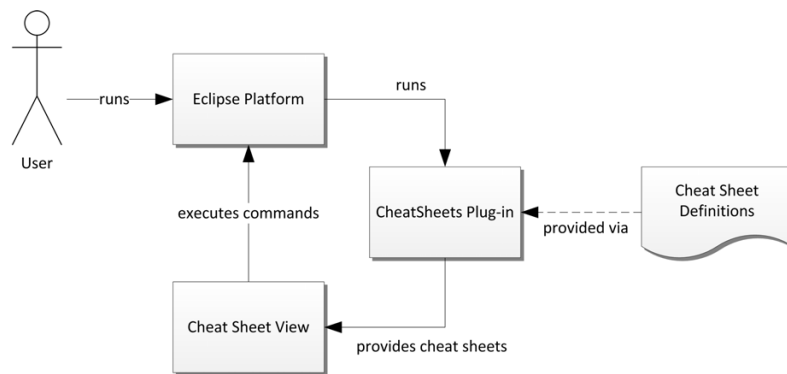 runs
Eclipse Platform
runs
User
Cheat Sheet
Definitions
CheatSheets Plug-in
executes commands
provided via
Cheat Sheet View
provides cheat sheets